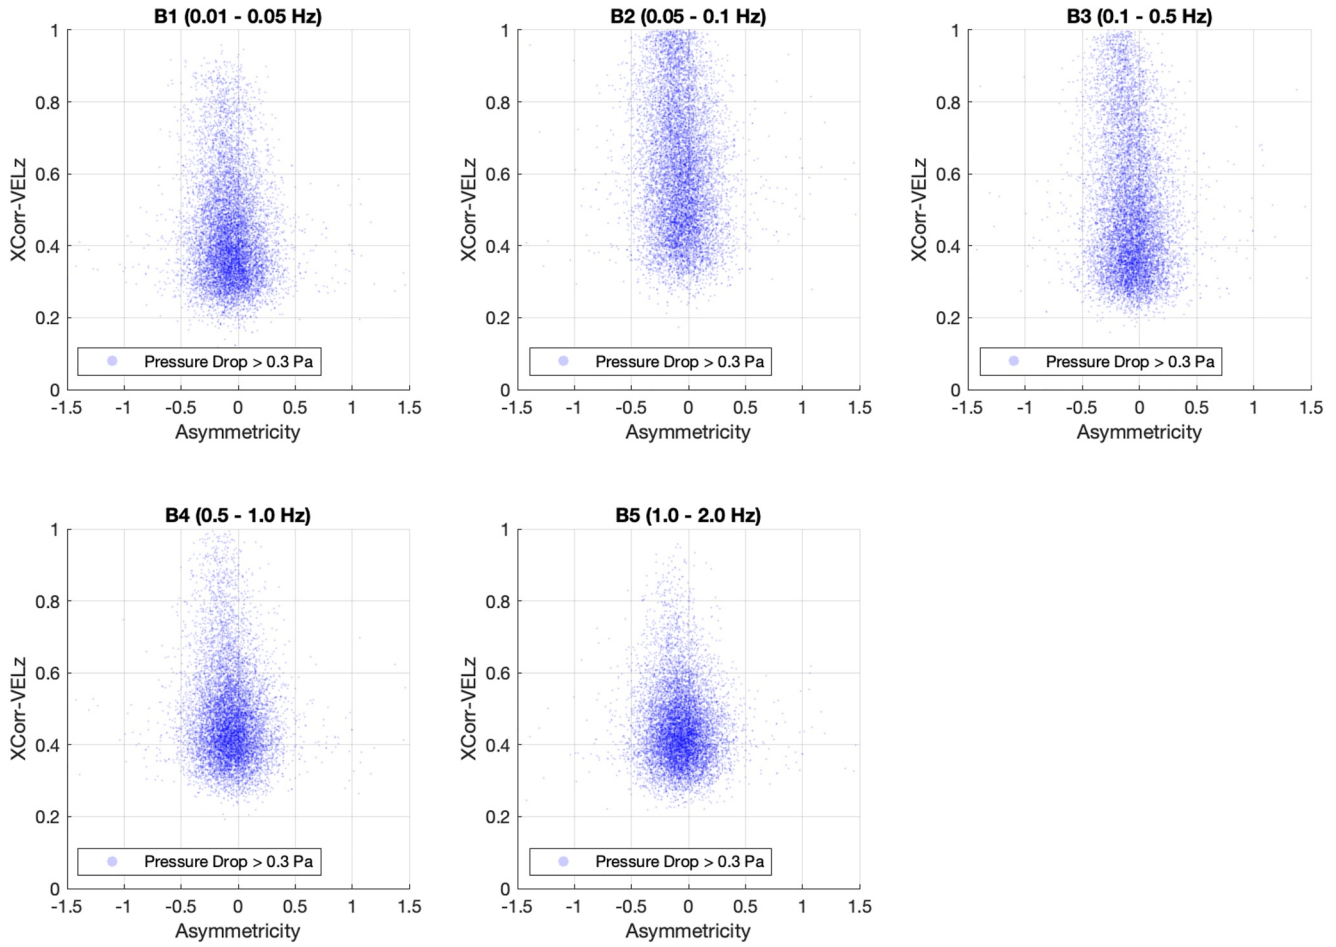 B1 (0.01 - 0.05 Hz)
1
0.8
0.6
0.4
0.2
0
XCorr-VELz
Pressure Drop > 0.3 Pa
-1.5 -1 -0.5 0 0.5 1 1.5
Asymmetricity
B2 (0.05 - 0.1 Hz)
1
0.8
0.6
0.4
0.2
0
XCorr-VELz
Pressure Drop > 0.3 Pa
-1.5 -1 -0.5 0 0.5 1 1.5
Asymmetricity
B3 (0.1 - 0.5 Hz)
1
0.8
0.6
0.4
0.2
0
XCorr-VELz
Pressure Drop > 0.3 Pa
-1.5 -1 -0.5 0 0.5 1 1.5
Asymmetricity
B4 (0.5 - 1.0 Hz)
1
0.8
0.6
0.4
0.2
0
XCorr-VELz
Pressure Drop > 0.3 Pa
-1.5 -1 -0.5 0 0.5 1 1.5
Asymmetricity
B5 (1.0 - 2.0 Hz)
1
0.8
0.6
0.4
0.2
0
XCorr-VELz
Pressure Drop > 0.3 Pa
-1.5 -1 -0.5 0 0.5 1 1.5
Asymmetricity